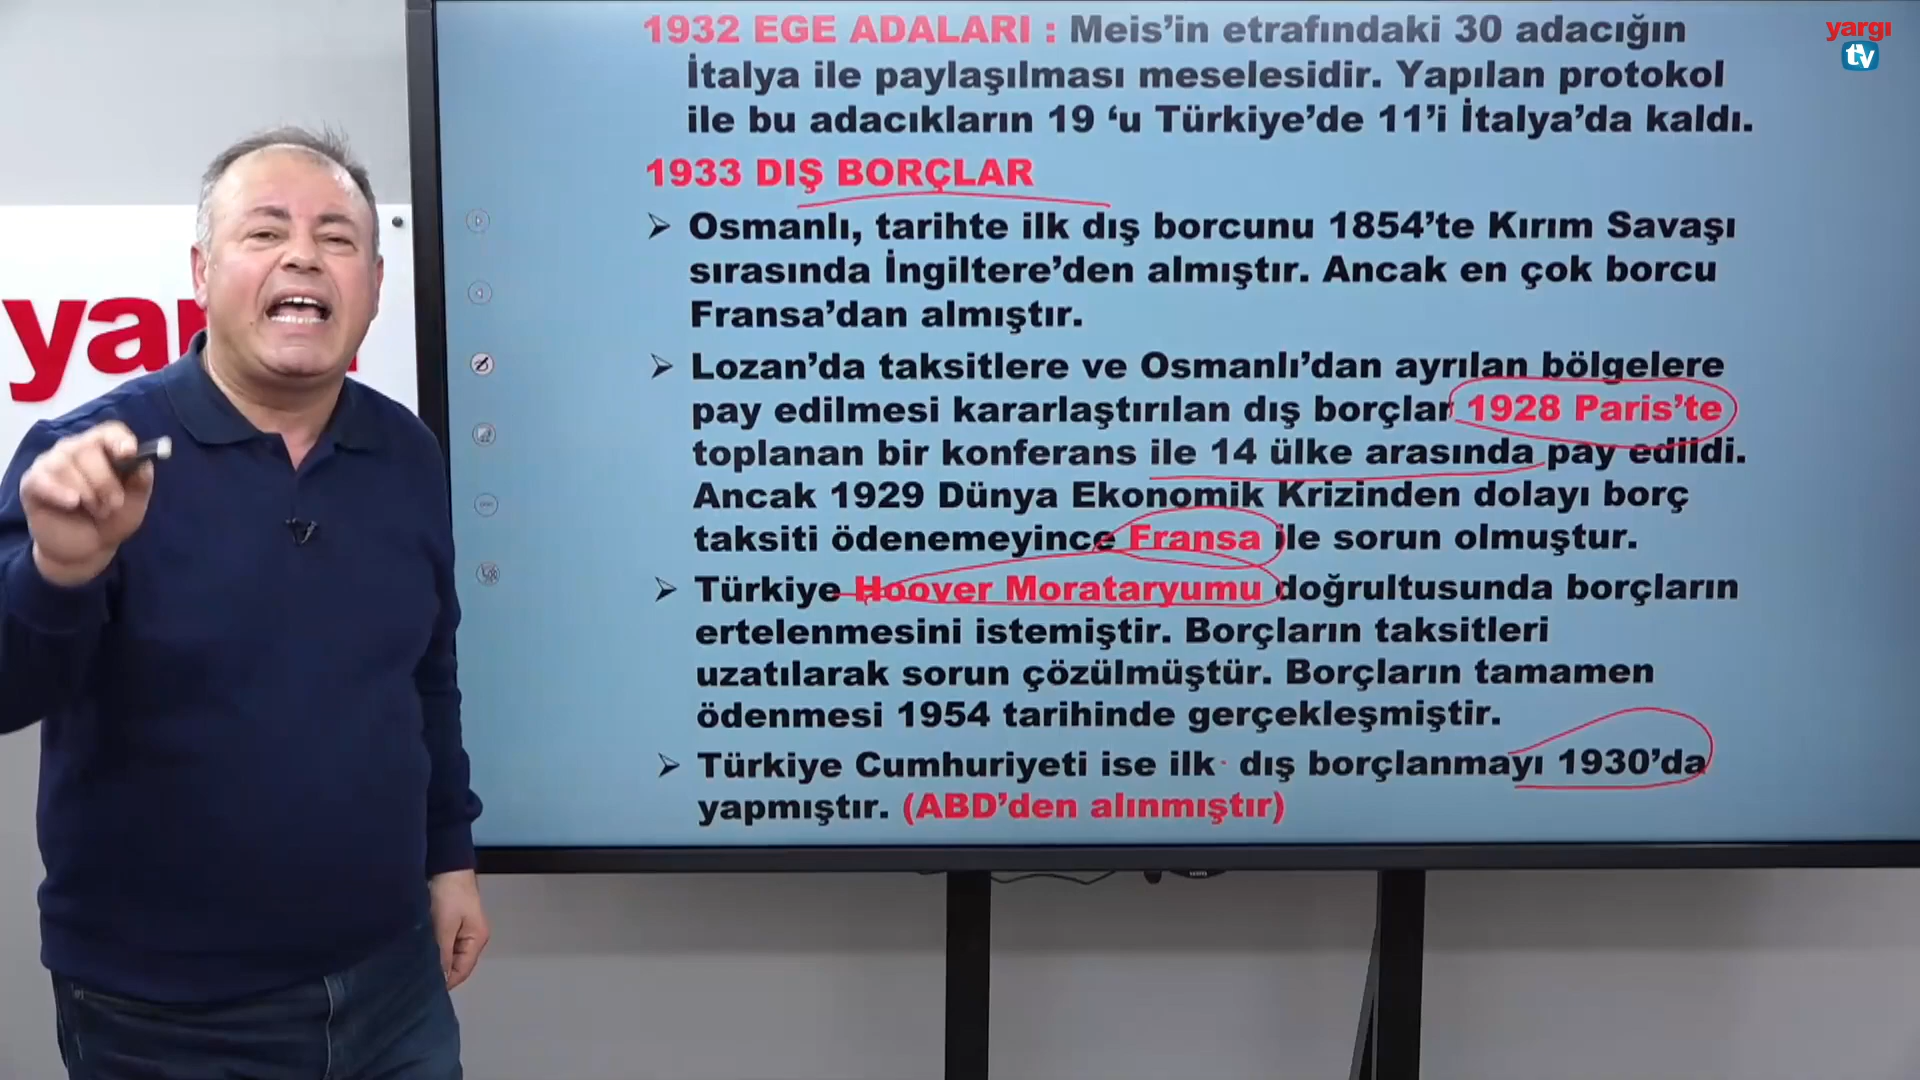 yargı
tv
1932 EGE ADALARI : Meis’in etrafındaki 30 adacığın
İtalya ile paylaşılması meselesidir. Yapılan protokol
ile bu adacıkların 19 ‘u Türkiye’de 11’i İtalya’da kaldı.
1933 DIŞ BORÇLAR
➢ Osmanlı, tarihte ilk dış borcunu 1854’te Kırım Savaşı
sırasında İngiltere’den almıştır. Ancak en çok borcu
Fransa’dan almıştır.
➢ Lozan’da taksitlere ve Osmanlı’dan ayrılan bölgelere
pay edilmesi kararlaştırılan dış borçlar 1928 Paris’te
toplanan bir konferans ile 14 ülke arasında pay edildi.
Ancak 1929 Dünya Ekonomik Krizinden dolayı borç
taksiti ödenemeyince Fransa ile sorun olmuştur.
➢ Türkiye Hoover Morataryumu doğrultusunda borçların
ertelenmesini istemiştir. Borçların taksitleri
uzatılarak sorun çözülmüştür. Borçların tamamen
ödenmesi 1954 tarihinde gerçekleşmiştir.
➢ Türkiye Cumhuriyeti ise ilk dış borçlanmayı 1930’da
yapmıştır. (ABD’den alınmıştır)